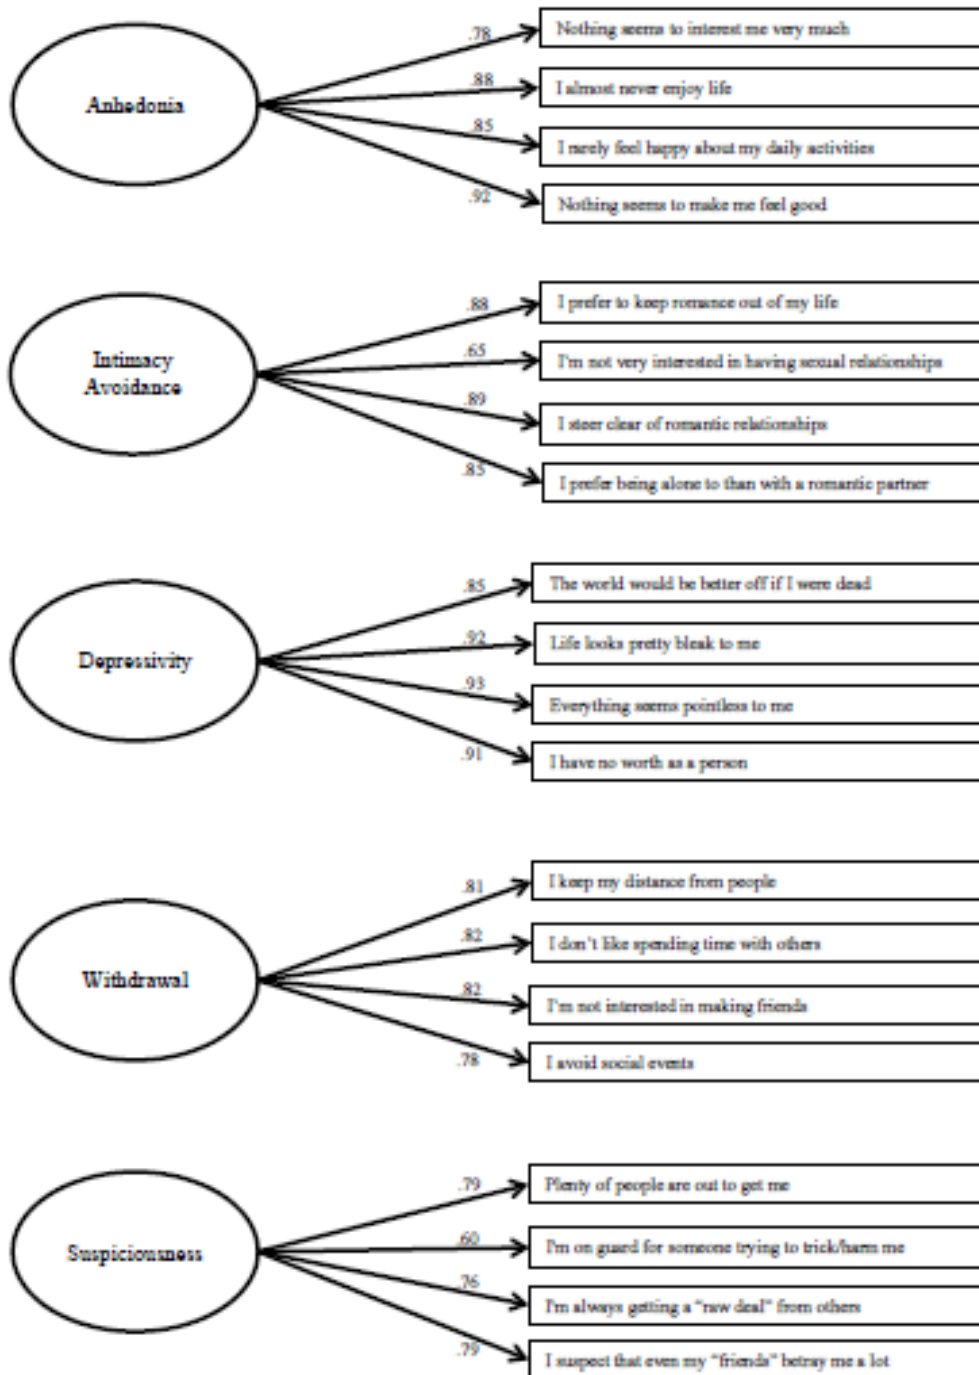 .78
Nothing seems to interest me very much
.88
I almost never enjoy life
Anhedonia
.85
I rarely feel happy about my daily activities
.92
Nothing seems to make me feel good
.88
I prefer to keep romance out of my life
.65
I'm not very interested in having sexual relationships
Intimacy
Avoidance
.89
I steer clear of romantic relationships
.85
I prefer being alone to than with a romantic partner
.85
The world would be better off if I were dead
.92
Life looks pretty bleak to me
Depressivity
.93
Everything seems pointless to me
.91
I have no worth as a person
.81
I keep my distance from people
.82
I don't like spending time with others
Withdrawal
.82
I'm not interested in making friends
.78
I avoid social events
.79
Plenty of people are out to get me
.60
I'm on guard for someone trying to trick/harm me
Suspiciousness
.76
I'm always getting a "raw deal" from others
.79
I suspect that even my "friends" betray me a lot